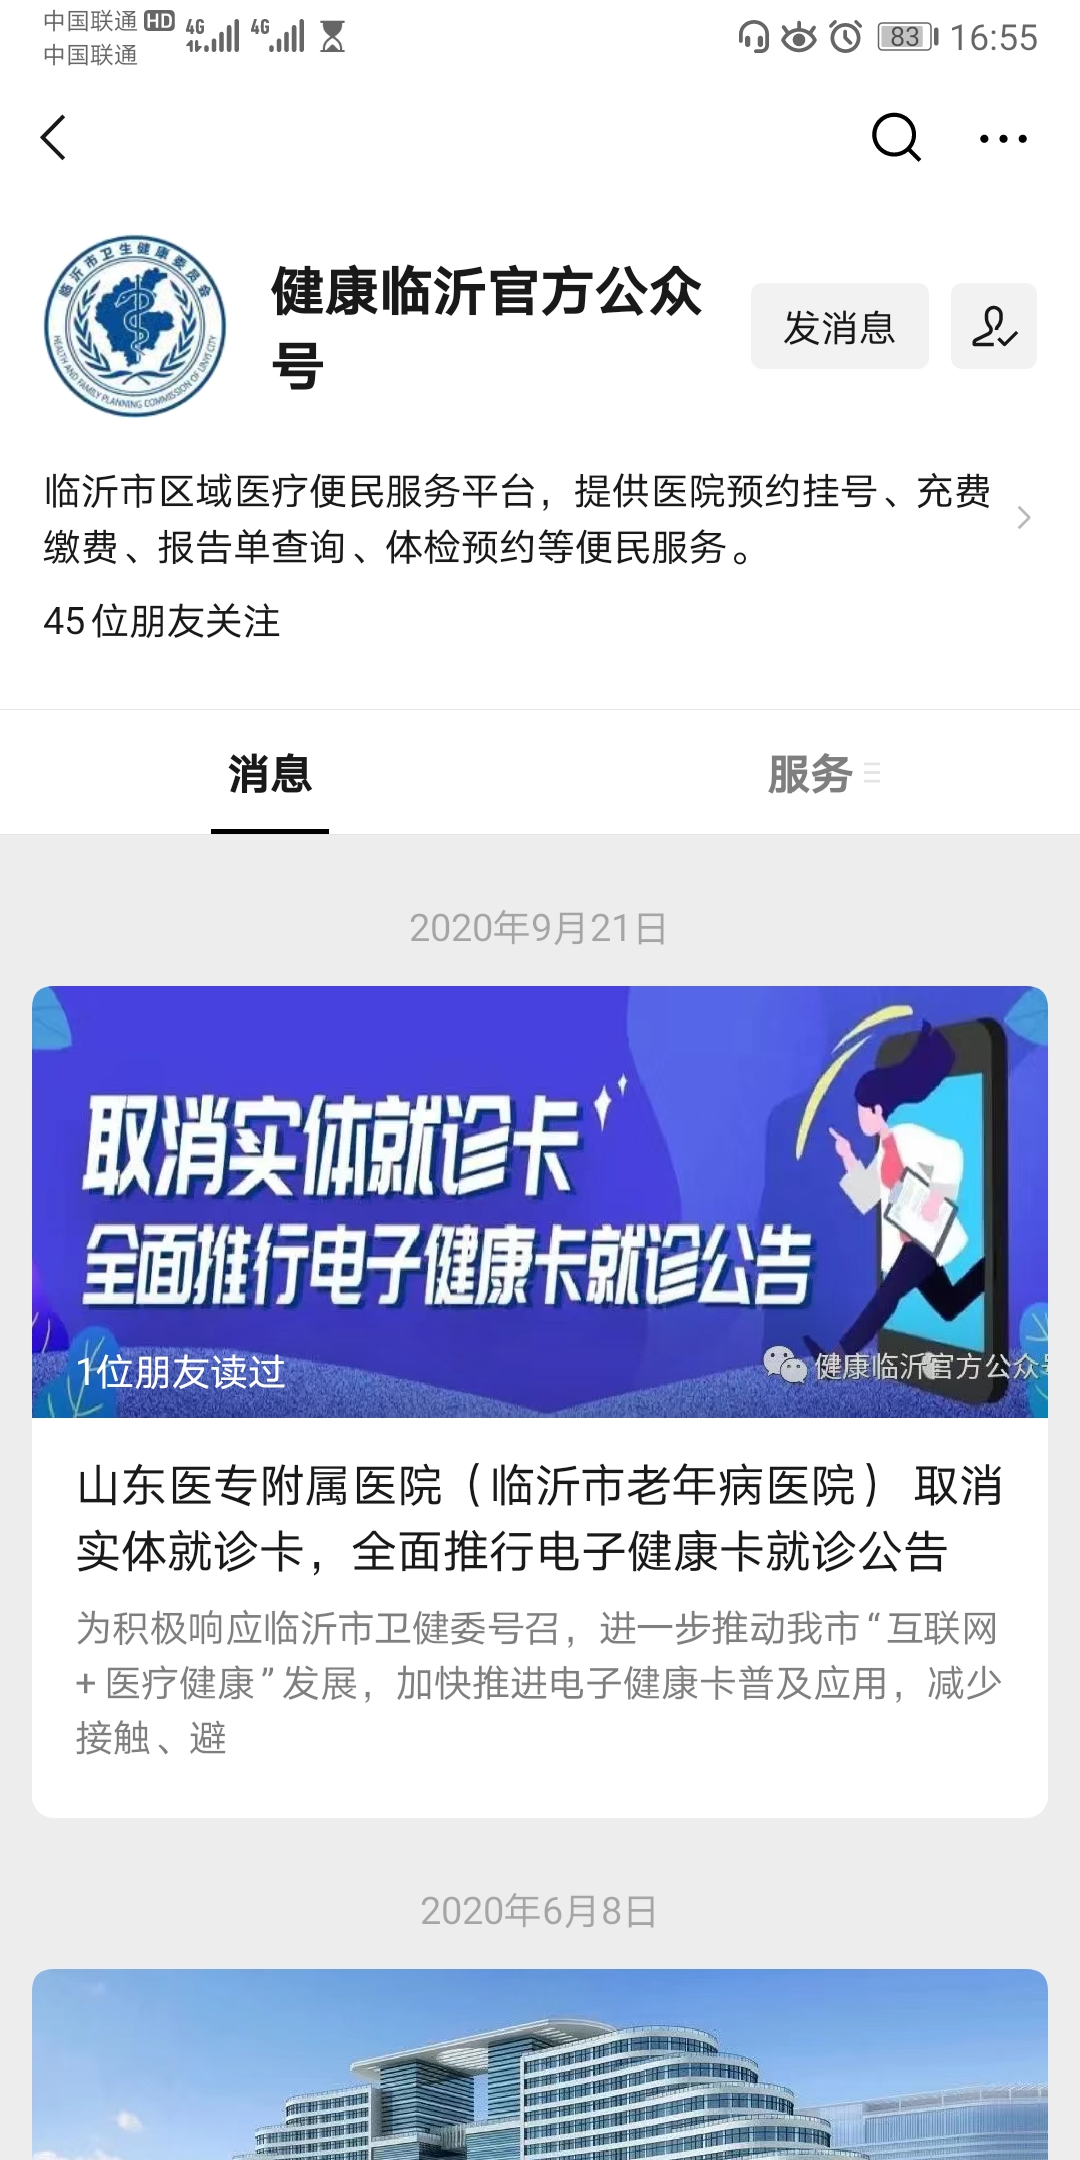 中国联通 HD 4G 4G 83 16:55
中国联通
临沂市卫生健康委员会
HEALTH AND FAMILY PLANNING COMMISSION OF LINYI CITY
健康临沂官方公众
号
发消息
临沂市区域医疗便民服务平台，提供医院预约挂号、充费
缴费、报告单查询、体检预约等便民服务。
45位朋友关注
消息
服务
2020年9月21日
取消实体就诊卡
全面推行电子健康卡就诊公告
1位朋友读过
健康临沂官方公众号
山东医专附属医院（临沂市老年病医院） 取消
实体就诊卡，全面推行电子健康卡就诊公告
为积极响应临沂市卫健委号召，进一步推动我市“互联网
+医疗健康”发展，加快推进电子健康卡普及应用，减少
接触、避
2020年6月8日